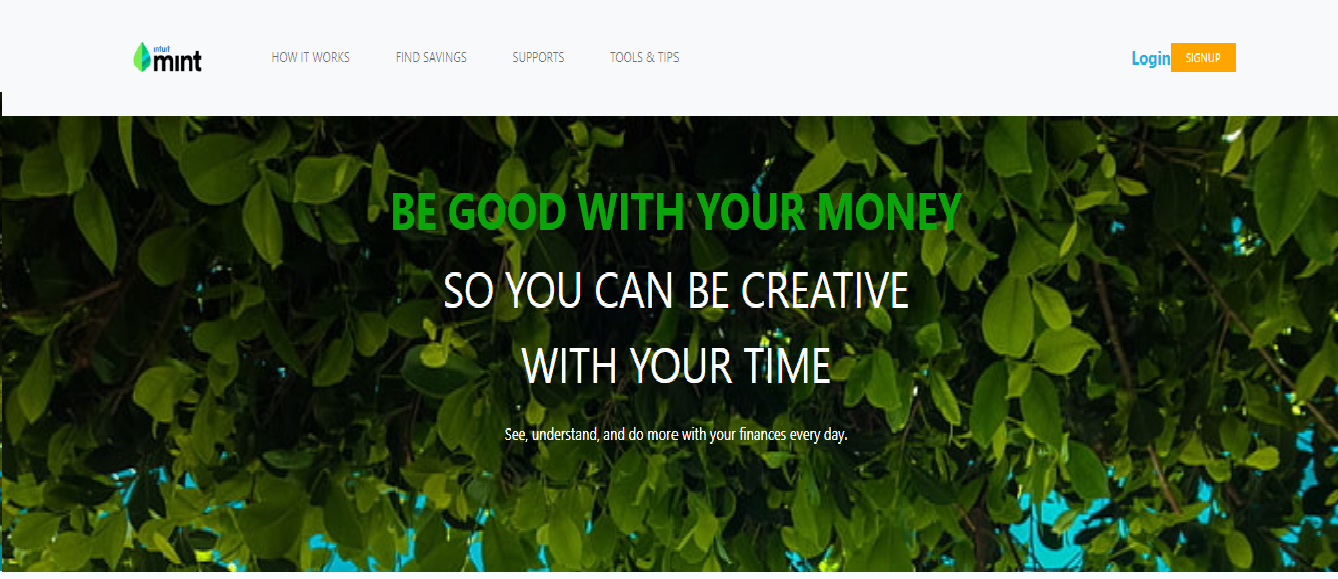 intuit
mint
HOW IT WORKS
FIND SAVINGS
SUPPORTS
TOOLS & TIPS
Login
SIGNUP
BE GOOD WITH YOUR MONEY
SO YOU CAN BE CREATIVE
WITH YOUR TIME
See, understand, and do more with your finances every day.